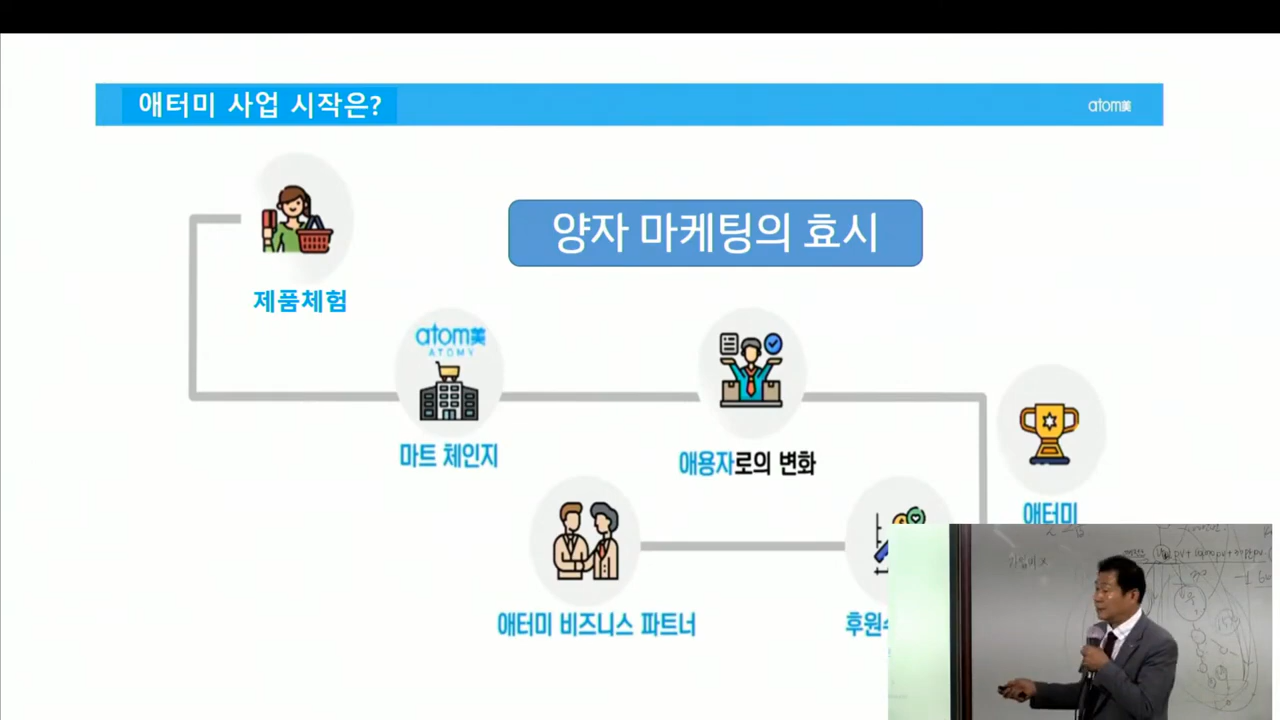 애터미 사업 시작은?
atom美
양자 마케팅의 효시
제품체험
atom美
ATOMY
마트 체인지
애용자로의 변화
애터미
애터미 비즈니스 파트너
후원